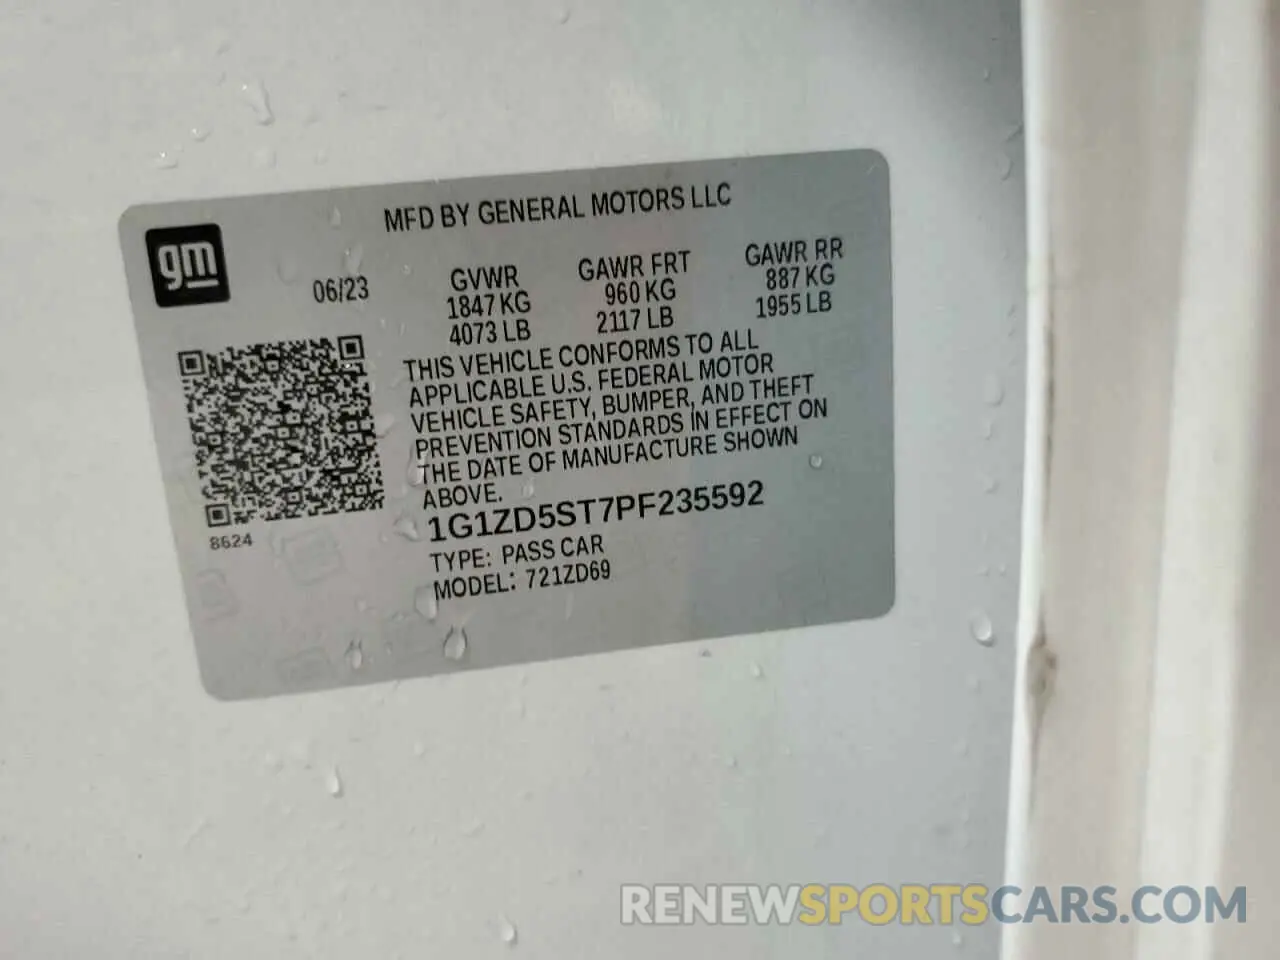 MFD BY GENERAL MOTORS LLC
gm
06/23
GVWR
1847 KG
4073 LB
GAWR FRT
960 KG
2117 LB
GAWR RR
887 KG
1955 LB
THIS VEHICLE CONFORMS TO ALL
APPLICABLE U.S. FEDERAL MOTOR
VEHICLE SAFETY, BUMPER, AND THEFT
PREVENTION STANDARDS IN EFFECT ON
THE DATE OF MANUFACTURE SHOWN
ABOVE.
1G1ZD5ST7PF235592
TYPE: PASS CAR
MODEL: 721ZD69
8624
RENEWSPORTSCARS.COM